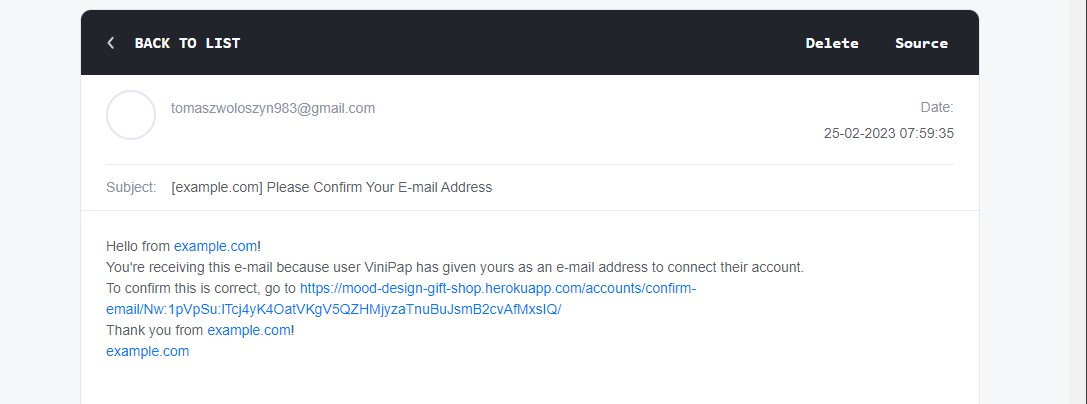 BACK TO LIST
Delete
Source
tomaszwoloszyn983@gmail.com
Date:
25-02-2023 07:59:35
Subject: [example.com] Please Confirm Your E-mail Address
Hello from example.com!
You're receiving this e-mail because user ViniPap has given yours as an e-mail address to connect their account.
To confirm this is correct, go to https://mood-design-gift-shop.herokuapp.com/accounts/confirm-
email/Nw:1pVpSu:lTcj4yK4OatVKgV5QZHMjyzaTnuBuJsmB2cvAfMxsIQ/
Thank you from example.com!
example.com